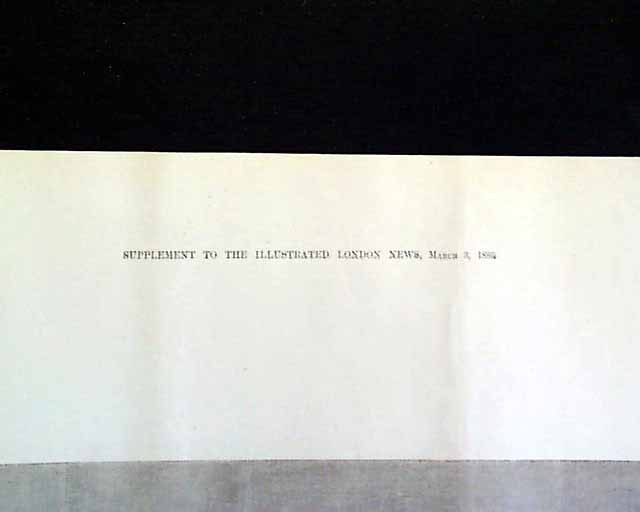 SUPPLEMENT TO THE ILLUSTRATED LONDON NEWS, March 3,